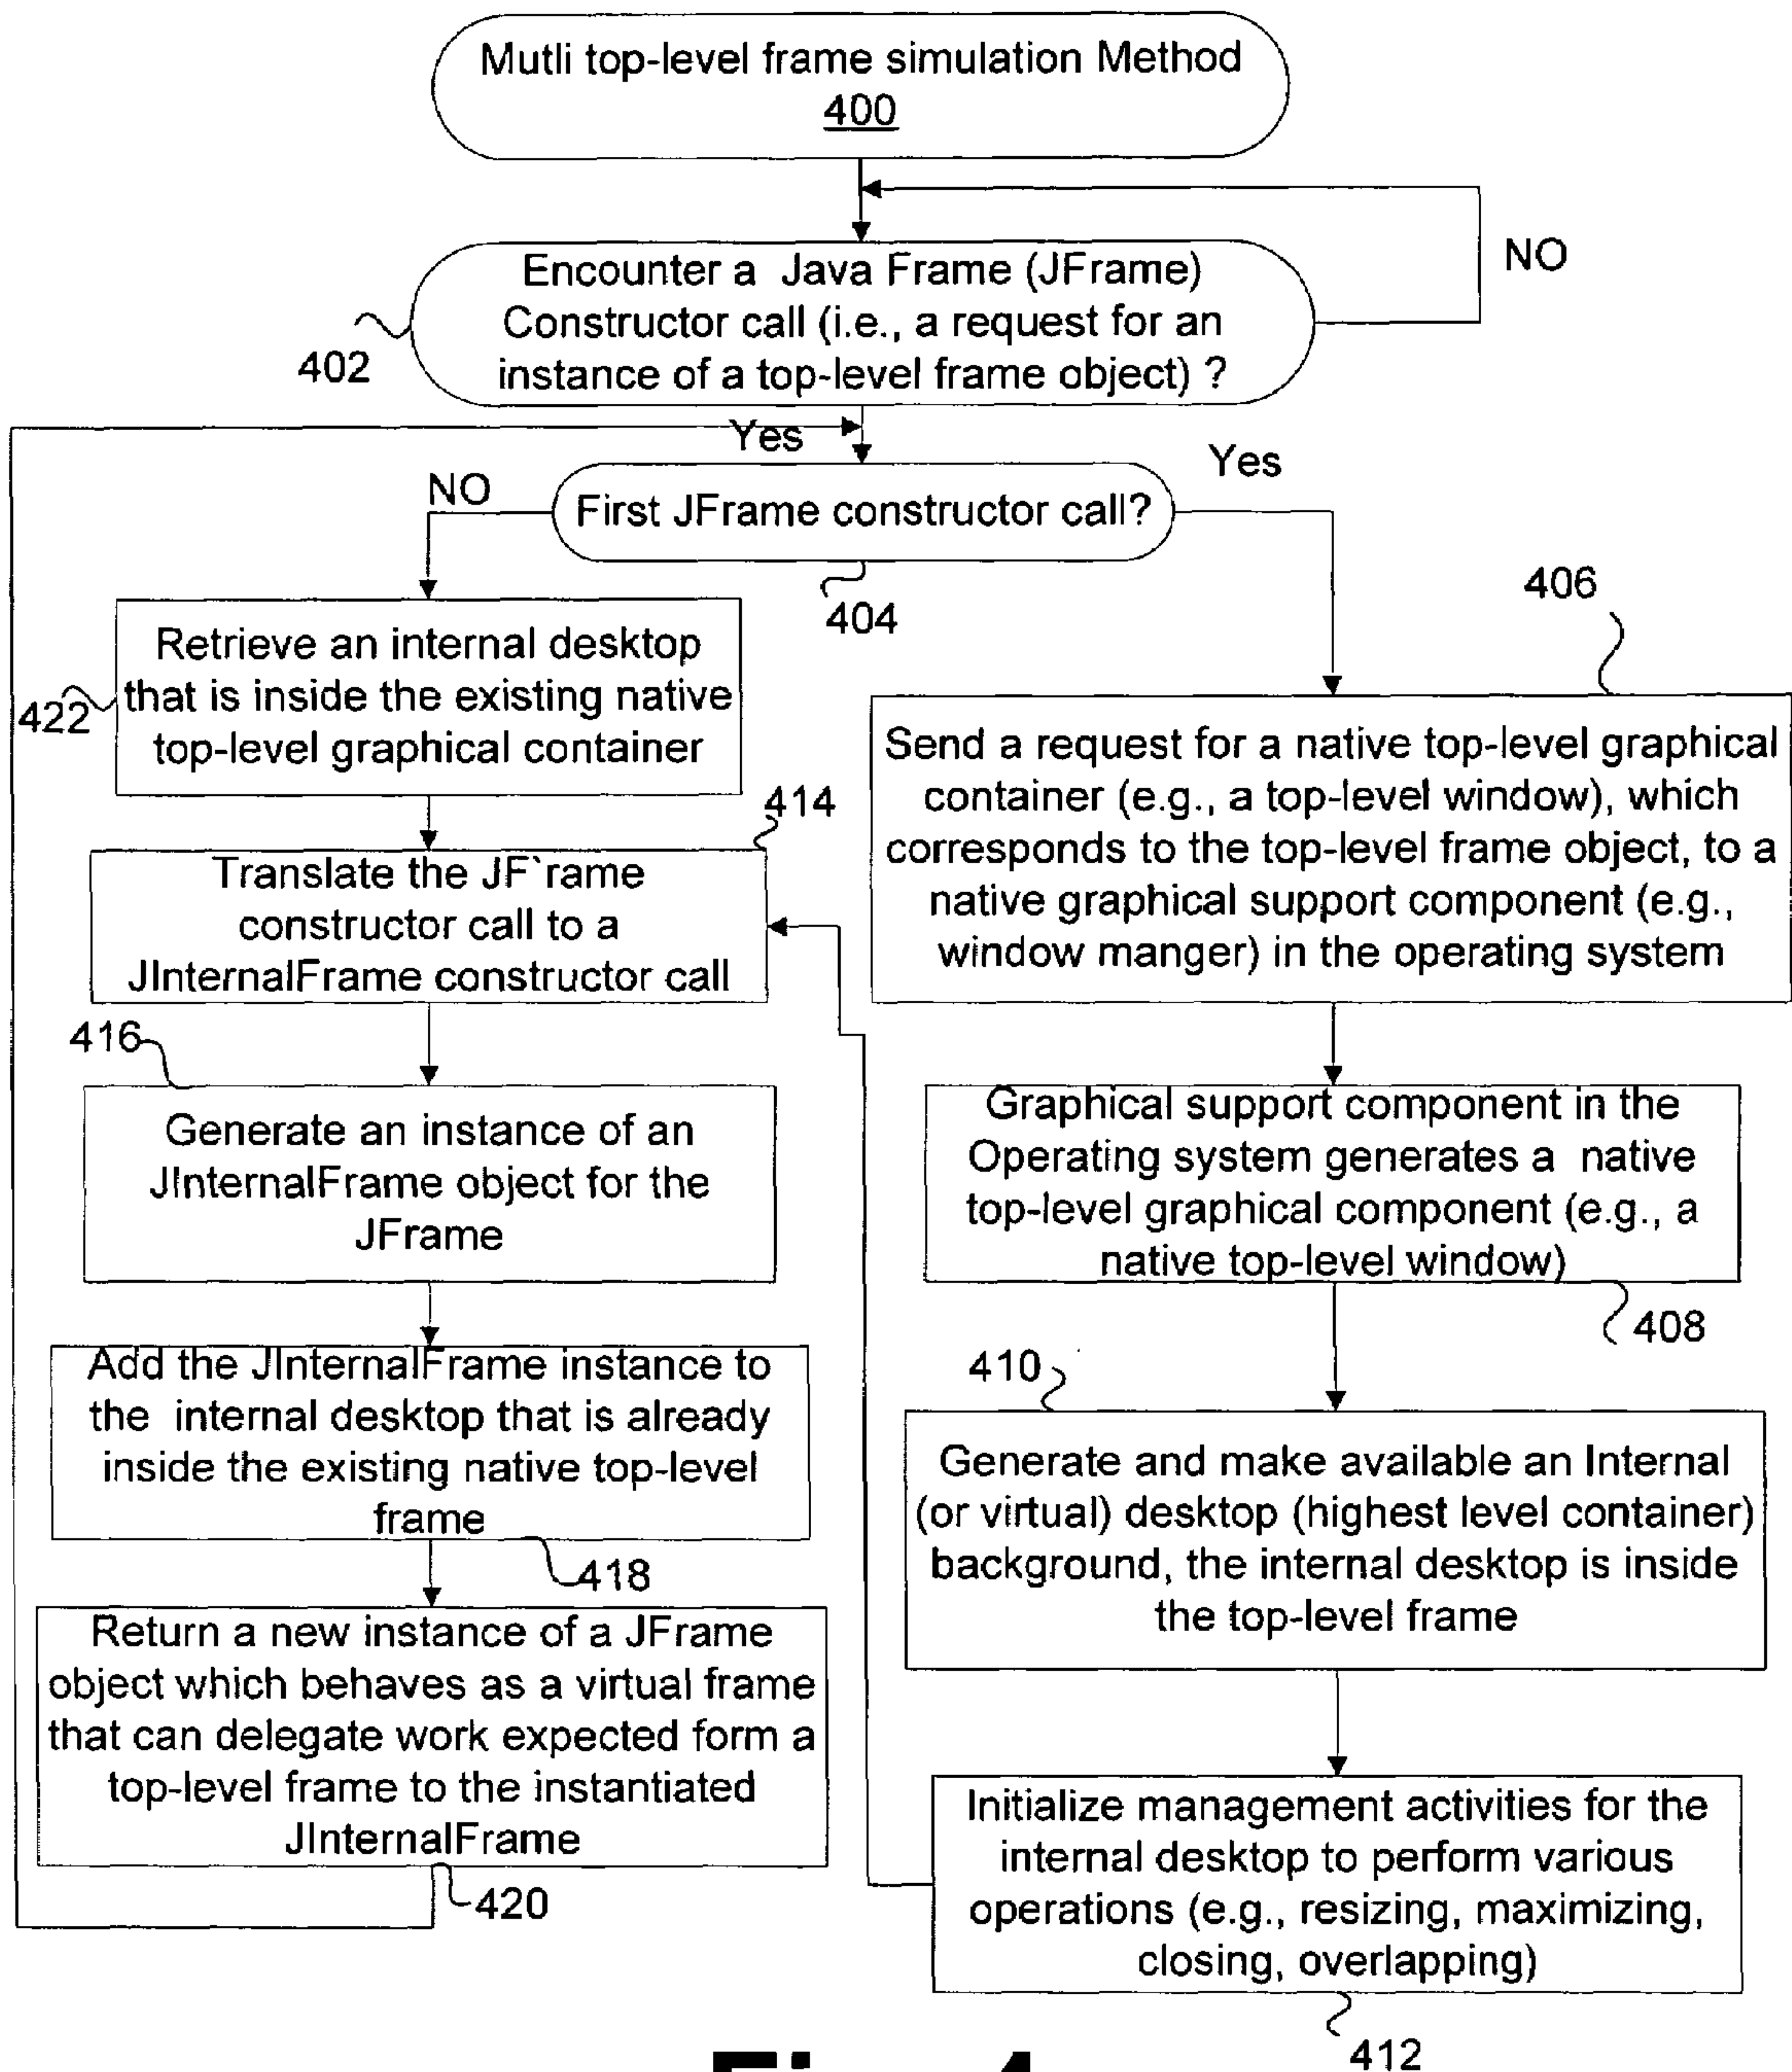 Mutli top-level frame simulation Method
400
Encounter a Java Frame (JFrame)
Constructor call (i.e., a request for an
instance of a top-level frame object) ?
NO
402
Yes
First JFrame constructor call?
NO
Yes
404
Retrieve an internal desktop
that is inside the existing native
top-level graphical container
422
406
Send a request for a native top-level graphical
container (e.g., a top-level window), which
corresponds to the top-level frame object, to a
native graphical support component (e.g.,
window manger) in the operating system
414
Translate the JF`rame
constructor call to a
JInternalFrame constructor call
416
Generate an instance of an
JInternalFrame object for the
JFrame
Graphical support component in the
Operating system generates a native
top-level graphical component (e.g., a
native top-level window)
408
Add the JInternalFrame instance to
the internal desktop that is already
inside the existing native top-level
frame
418
410
Generate and make available an Internal
(or virtual) desktop (highest level container)
background, the internal desktop is inside
the top-level frame
Return a new instance of a JFrame
object which behaves as a virtual frame
that can delegate work expected form a
top-level frame to the instantiated
JInternalFrame
420
Initialize management activities for the
internal desktop to perform various
operations (e.g., resizing, maximizing,
closing, overlapping)
412